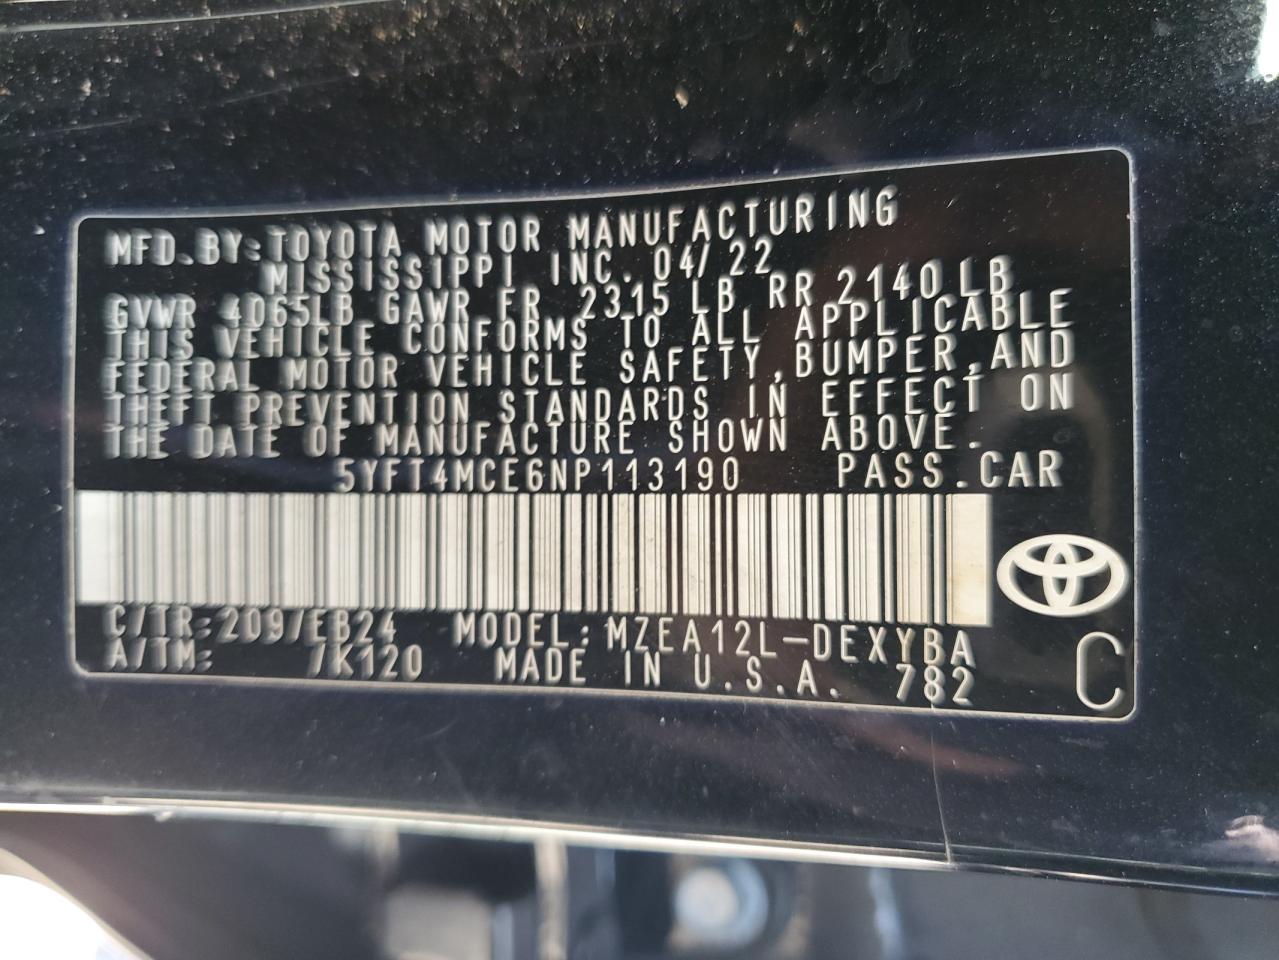 MFD.BY:TOYOTA MOTOR MANUFACTURING
MISSISSIPPI INC. 04/22
GVWR 4065LB GAWR FR 2315 LB RR 2140LB
THIS VEHICLE CONFORMS TO ALL APPLICABLE
FEDERAL MOTOR VEHICLE SAFETY,BUMPER,AND
THEFT PREVENTION STANDARDS IN EFFECT ON
THE DATE OF MANUFACTURE SHOWN ABOVE.
5YFT4MCE6NP113190 PASS.CAR
C/TR:209/EB24 MODEL:MZEA12L-DEXYBA
A/TM: /K120 MADE IN U.S.A. 782
C